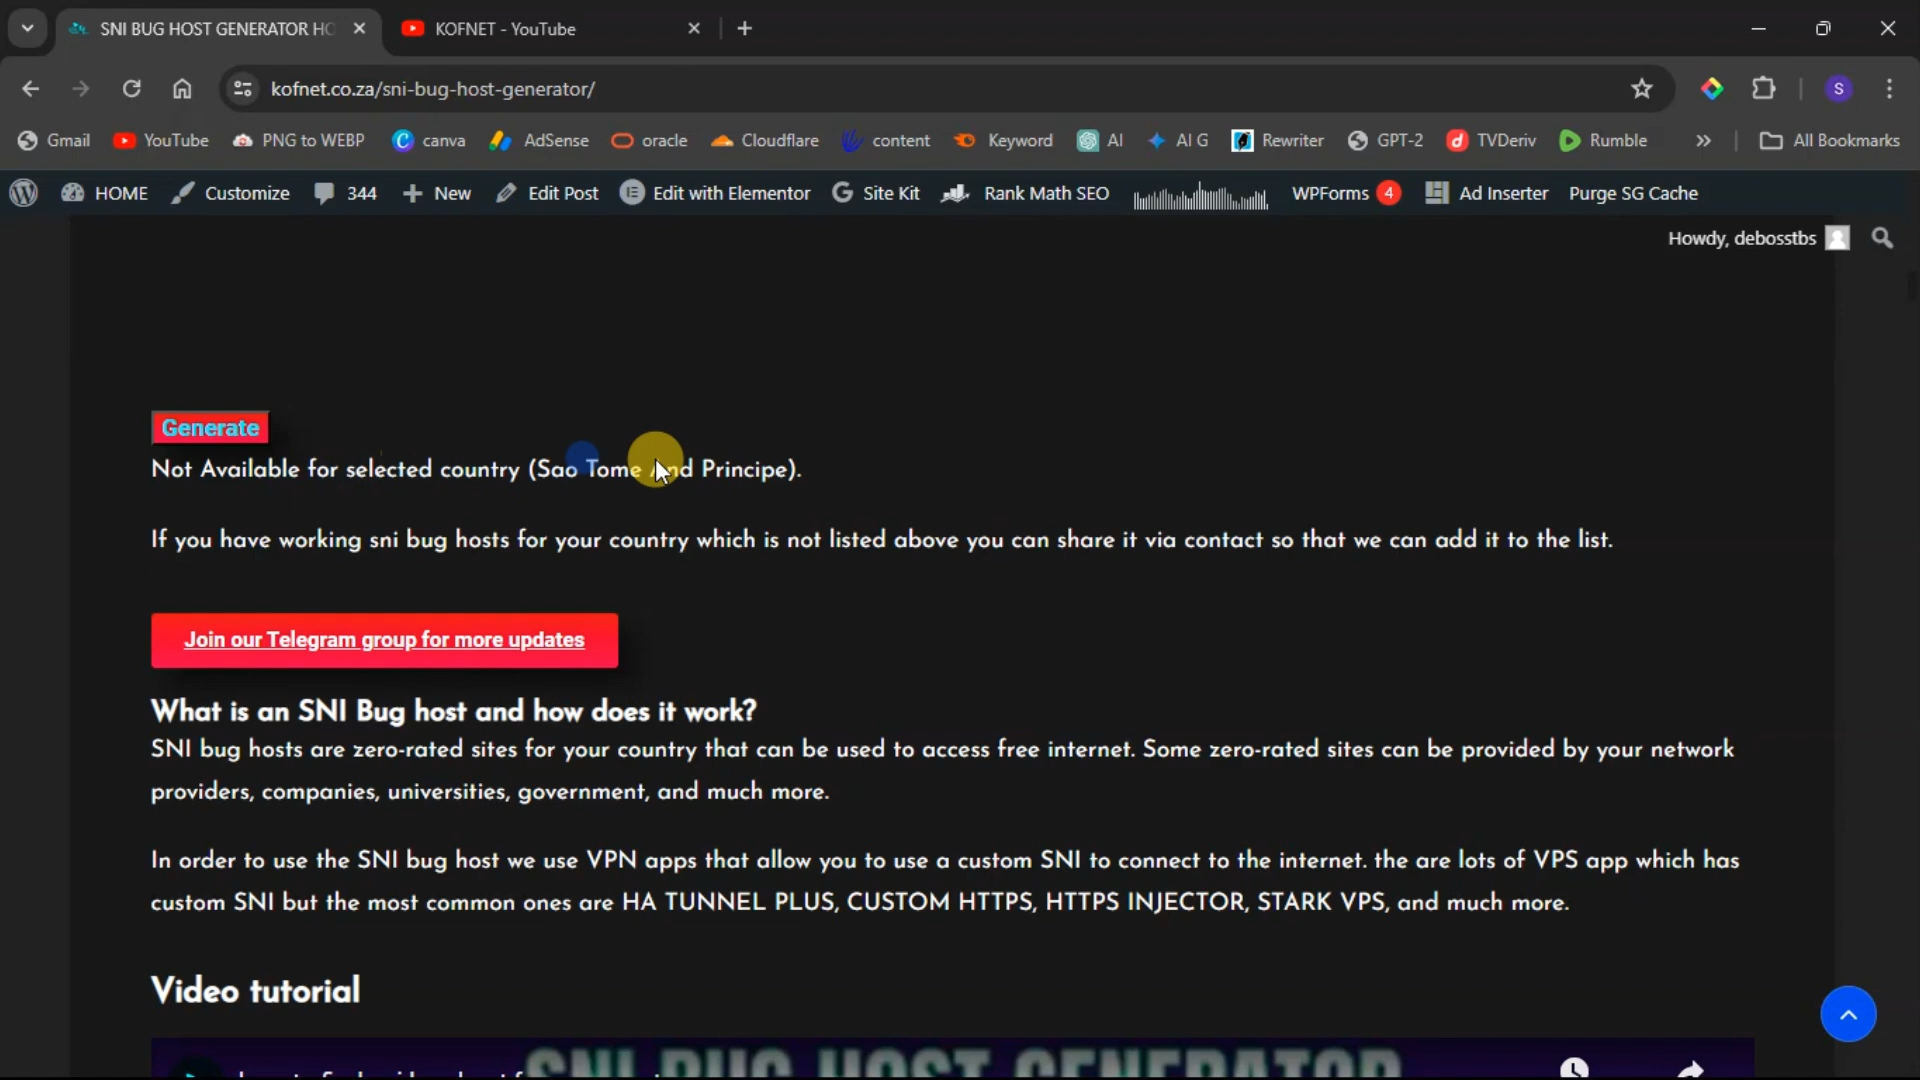 SNI BUG HOST GENERATOR HO
KOFNET - YouTube
kofnet.co.za/sni-bug-host-generator/
S
Gmail
YouTube
PNG to WEBP
canva
AdSense
oracle
Cloudflare
content
Keyword
AI
AI G
Rewriter
GPT-2
TVDeriv
Rumble
All Bookmarks
HOME
Customize
344
New
Edit Post
Edit with Elementor
Site Kit
Rank Math SEO
WPForms 4
Ad Inserter
Purge SG Cache
Howdy, debosstbs
Generate
Not Available for selected country (Sao Tome And Principe).
If you have working sni bug hosts for your country which is not listed above you can share it via contact so that we can add it to the list.
Join our Telegram group for more updates
What is an SNI Bug host and how does it work?
SNI bug hosts are zero-rated sites for your country that can be used to access free internet. Some zero-rated sites can be provided by your network
providers, companies, universities, government, and much more.
In order to use the SNI bug host we use VPN apps that allow you to use a custom SNI to connect to the internet. the are lots of VPS app which has
custom SNI but the most common ones are HA TUNNEL PLUS, CUSTOM HTTPS, HTTPS INJECTOR, STARK VPS, and much more.
Video tutorial
SNI BUG HOST GENERATOR